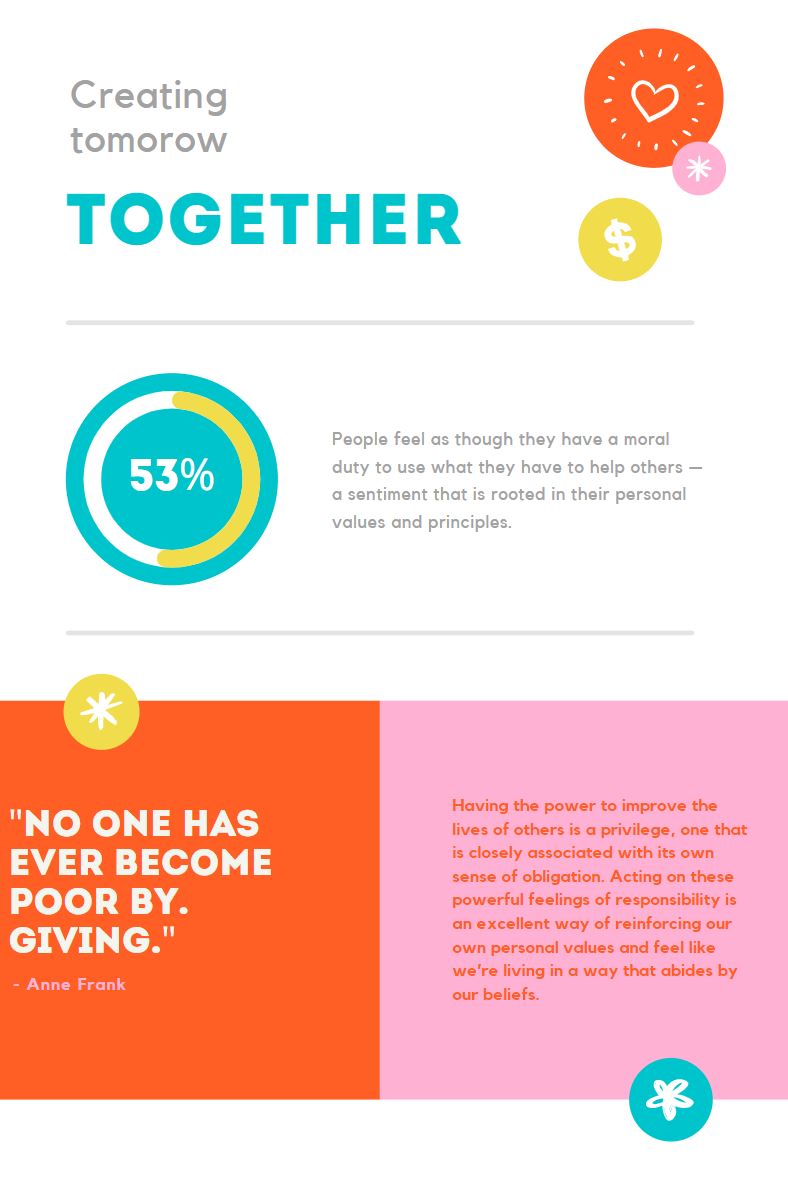 Creating
tomorow
TOGETHER
$
53%
People feel as though they have a moral
duty to use what they have to help others —
a sentiment that is rooted in their personal
values and principles.
"NO ONE HAS
EVER BECOME
POOR BY.
GIVING."
- Anne Frank
Having the power to improve the
lives of others is a privilege, one that
is closely associated with its own
sense of obligation. Acting on these
powerful feelings of responsibility is
an excellent way of reinforcing our
own personal values and feel like
we're living in a way that abides by
our beliefs.